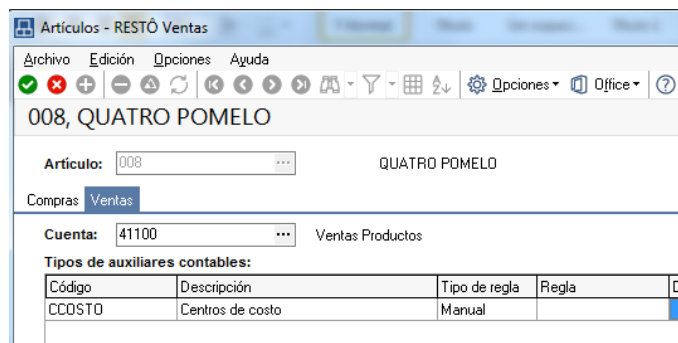 Artículos - RESTÔ Ventas
Archivo Edición Opciones Ayuda
Opciones Office
008, QUATRO POMELO
Artículo: 008 ... QUATRO POMELO
Compras Ventas
Cuenta: 41100 ... Ventas Productos
Tipos de auxiliares contables:
Código Descripción Tipo de regla Regla
CCOSTO Centros de costo Manual